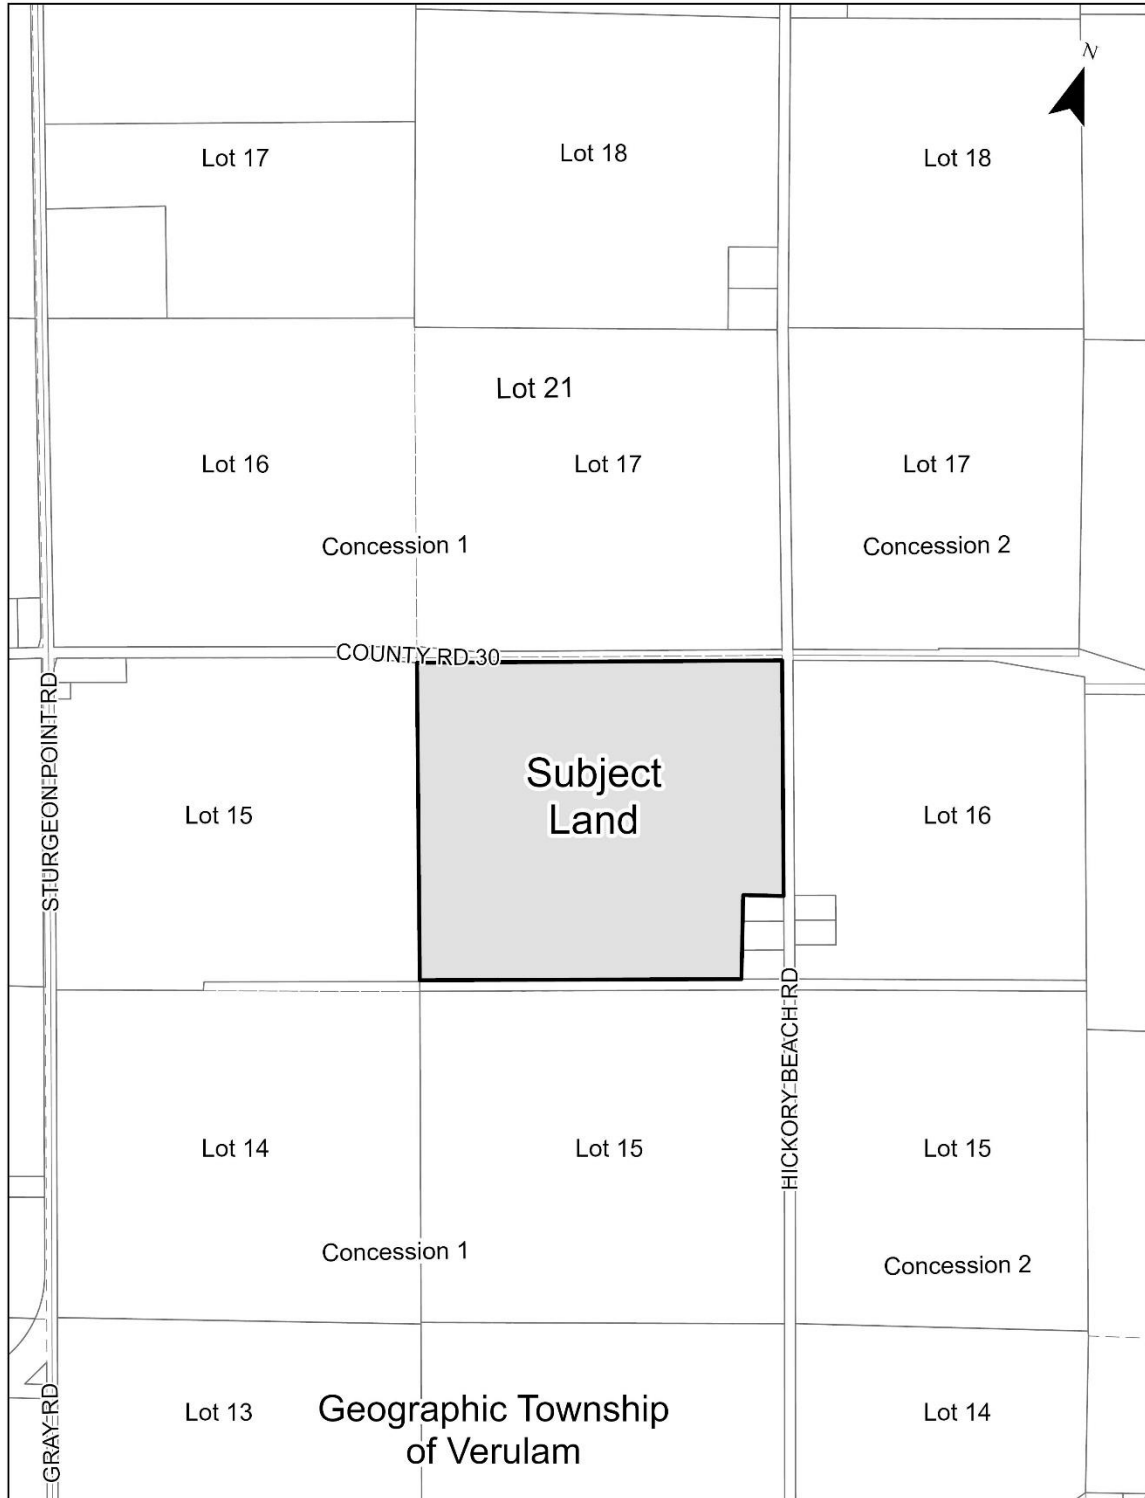 N
Lot 17
Lot 18
Lot 18
Lot 21
Lot 16
Lot 17
Lot 17
Concession 1
Concession 2
COUNTY RD 30
STURGEON POINT RD
Subject
Land
Lot 15
Lot 16
HICKORY BEACH RD
Lot 14
Lot 15
Lot 15
Concession 1
Concession 2
GRAY RD
Lot 13
Geographic Township
of Verulam
Lot 14